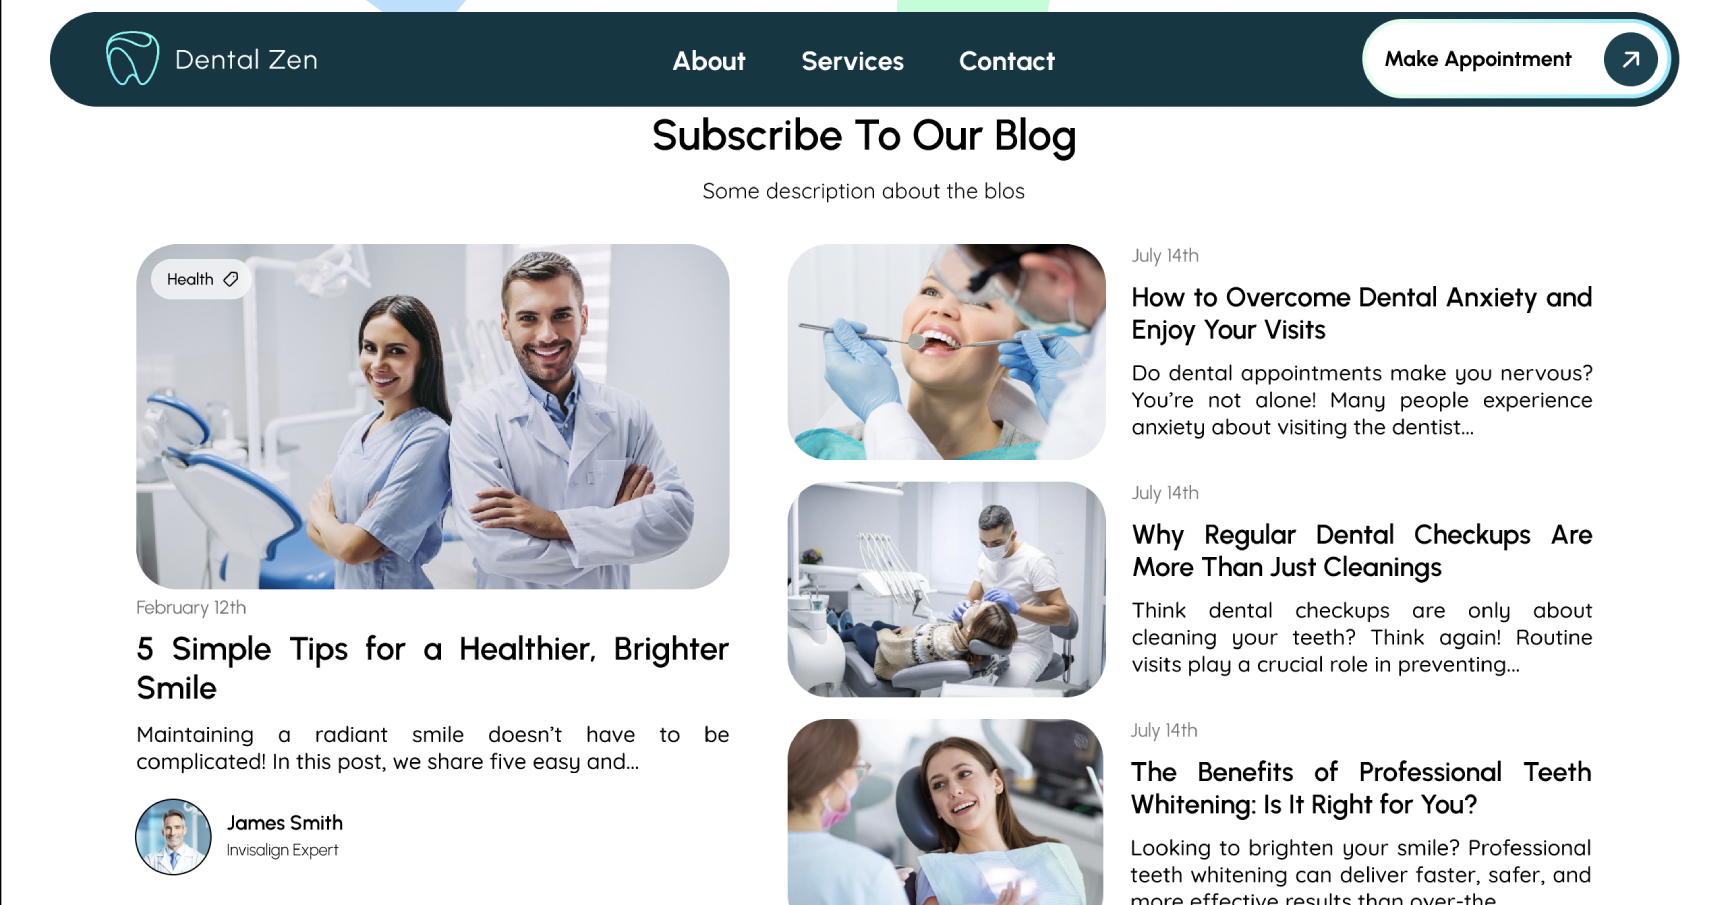 Dental Zen
About
Services
Contact
Make Appointment
Subscribe To Our Blog
Some description about the blos
Health
February 12th
5 Simple Tips for a Healthier, Brighter
Smile
Maintaining a radiant smile doesn’t have to be
complicated! In this post, we share five easy and...
James Smith
Invisalign Expert
July 14th
How to Overcome Dental Anxiety and
Enjoy Your Visits
Do dental appointments make you nervous?
You’re not alone! Many people experience
anxiety about visiting the dentist...
July 14th
Why Regular Dental Checkups Are
More Than Just Cleanings
Think dental checkups are only about
cleaning your teeth? Think again! Routine
visits play a crucial role in preventing...
July 14th
The Benefits of Professional Teeth
Whitening: Is It Right for You?
Looking to brighten your smile? Professional
teeth whitening can deliver faster, safer, and
more effective results than over-the